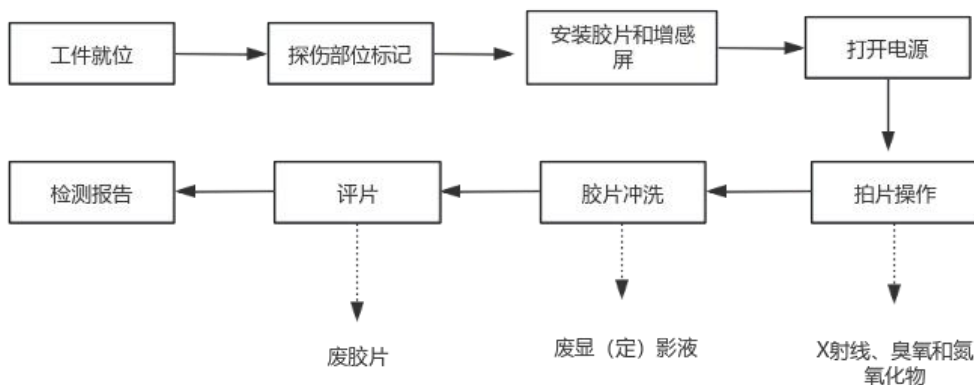 工件就位
探伤部位标记
安装胶片和增感
屏
打开电源
检测报告
评片
胶片冲洗
拍片操作
废胶片
废显（定）影液
X射线、臭氧和氮
氧化物